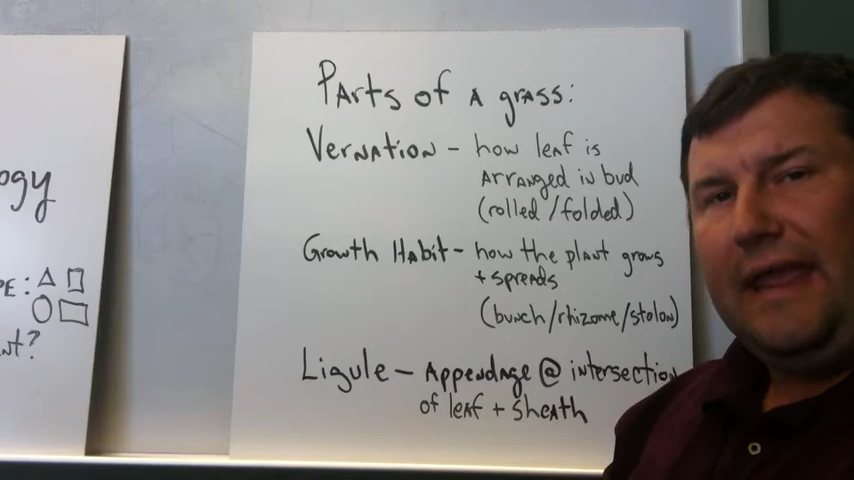 ogy
PE:
nt?
Parts of a grass:
Vernation - how leaf is
arranged in bud
(rolled/folded)
Growth Habit - how the plant grows
+ spreads
(bunch/rhizome/stolon)
Ligule - Appendage @ intersection
of leaf + sheath